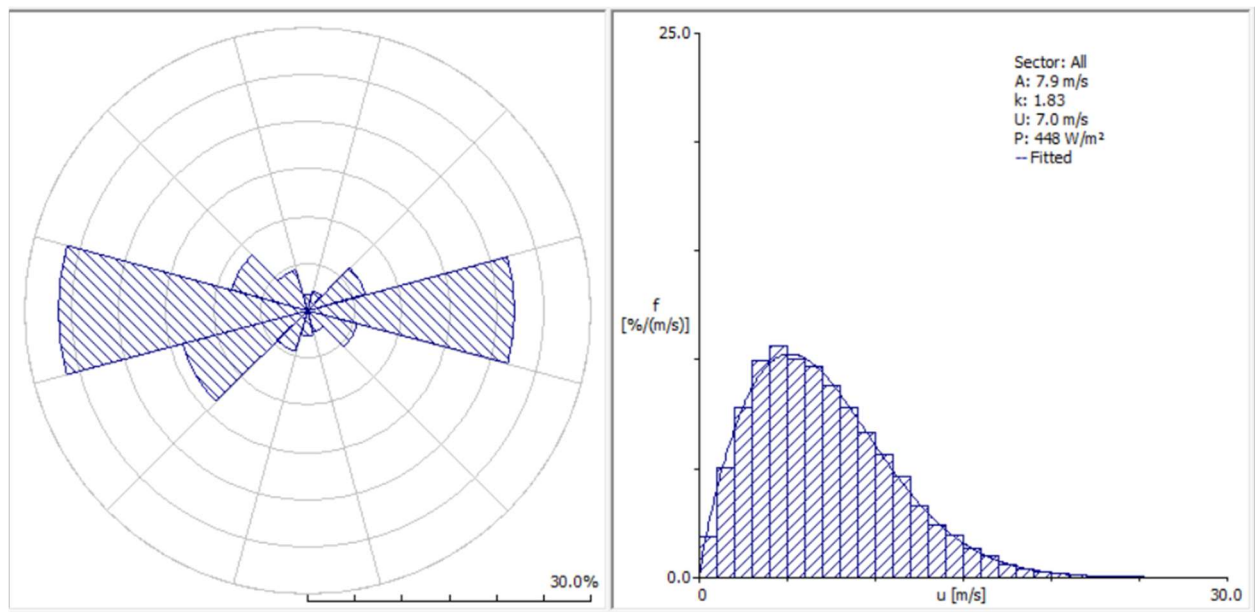 30.0%
25.0
Sector: All
A: 7.9 m/s
k: 1.83
U: 7.0 m/s
P: 448 W/m²
-- Fitted
f
[%/(m/s)]
0.0
0
u [m/s]
30.0